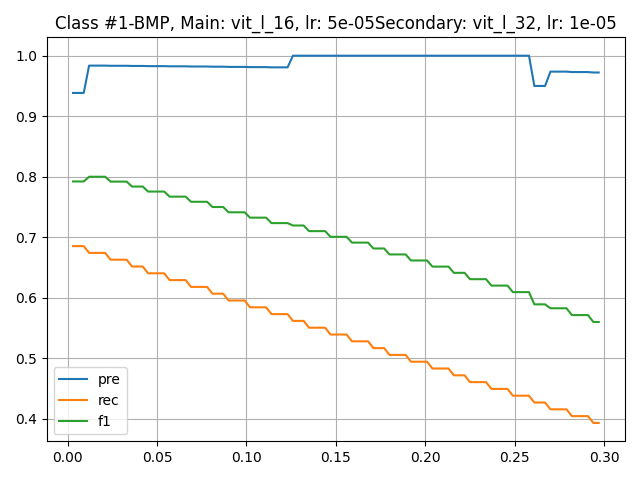 Class #1-BMP, Main: vit_l_16, lr: 5e-05Secondary: vit_l_32, lr: 1e-05
1.0
0.9
0.8
0.7
0.6
0.5
0.4
pre
rec
f1
0.00 0.05 0.10 0.15 0.20 0.25 0.30